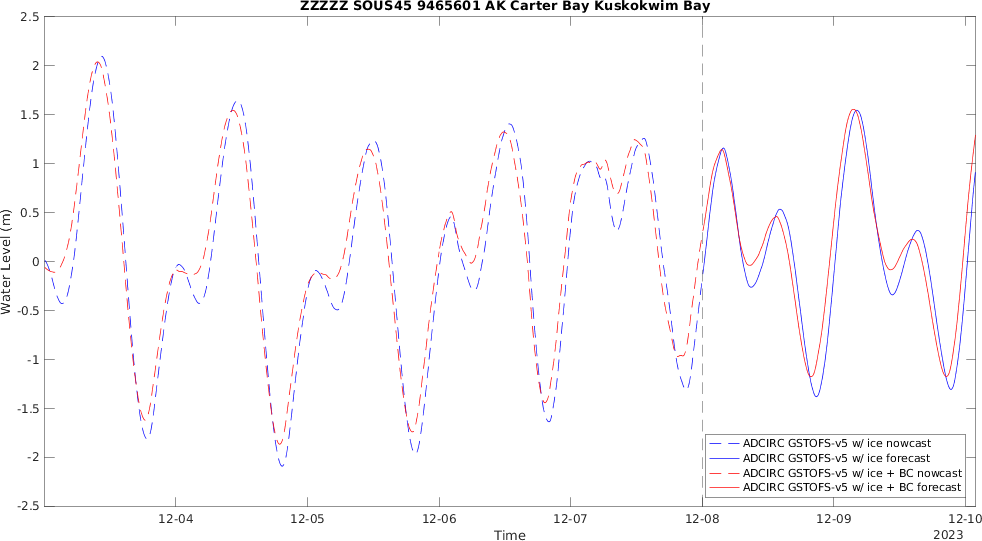 ZZZZZ SOUS45 9465601 AK Carter Bay Kuskokwim Bay
2.5
2
1.5
1
0.5
0
-0.5
-1
-1.5
-2
-2.5
Water Level (m)
ADCIRC GSTOFS-v5 w/ ice nowcast
ADCIRC GSTOFS-v5 w/ ice forecast
ADCIRC GSTOFS-v5 w/ ice + BC nowcast
ADCIRC GSTOFS-v5 w/ ice + BC forecast
12-04 12-05 12-06 12-07 12-08 12-09 12-10
Time
2023